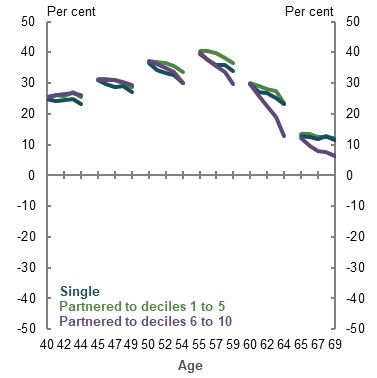 Per cent Per cent
50 50
40 40
30 30
20 20
10 10
0 0
-10 -10
-20 -20
-30 -30
-40 -40
-50 -50
Single
Partnered to deciles 1 to 5
Partnered to deciles 6 to 10
40 42 44 45 47 49 50 52 54 55 57 59 60 62 64 65 67 69
Age